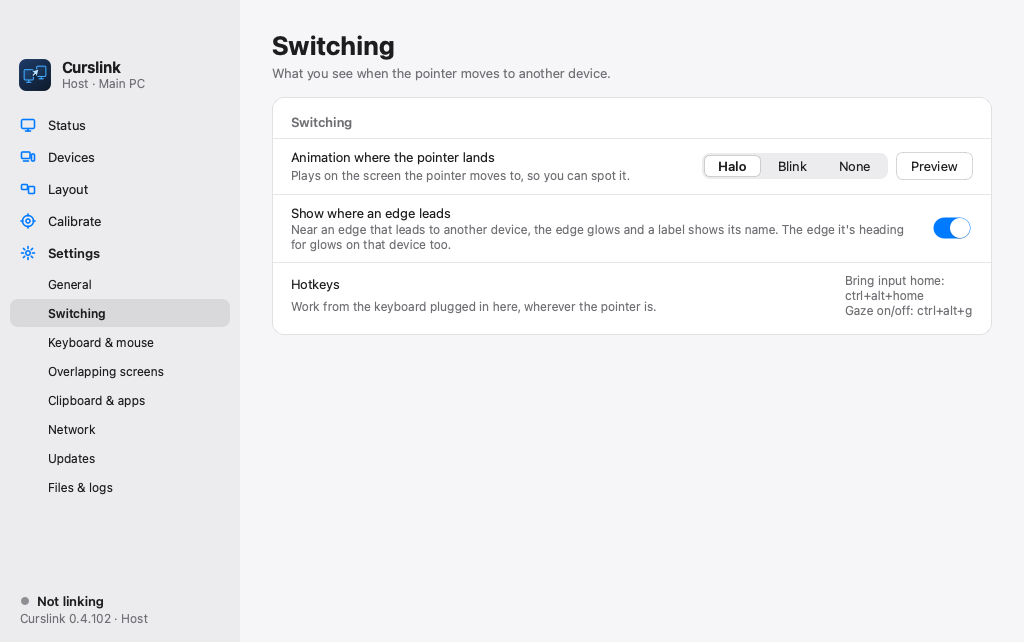 Curslink
Host · Main PC
Status
Devices
Layout
Calibrate
Settings
General
Switching
Keyboard & mouse
Overlapping screens
Clipboard & apps
Network
Updates
Files & logs
Not linking
Curslink 0.4.102 · Host
Switching
What you see when the pointer moves to another device.
Switching
Animation where the pointer lands
Plays on the screen the pointer moves to, so you can spot it.
Halo Blink None Preview
Show where an edge leads
Near an edge that leads to another device, the edge glows and a label shows its name. The edge it's heading
for glows on that device too.
Hotkeys
Work from the keyboard plugged in here, wherever the pointer is.
Bring input home:
ctrl+alt+home
Gaze on/off: ctrl+alt+g